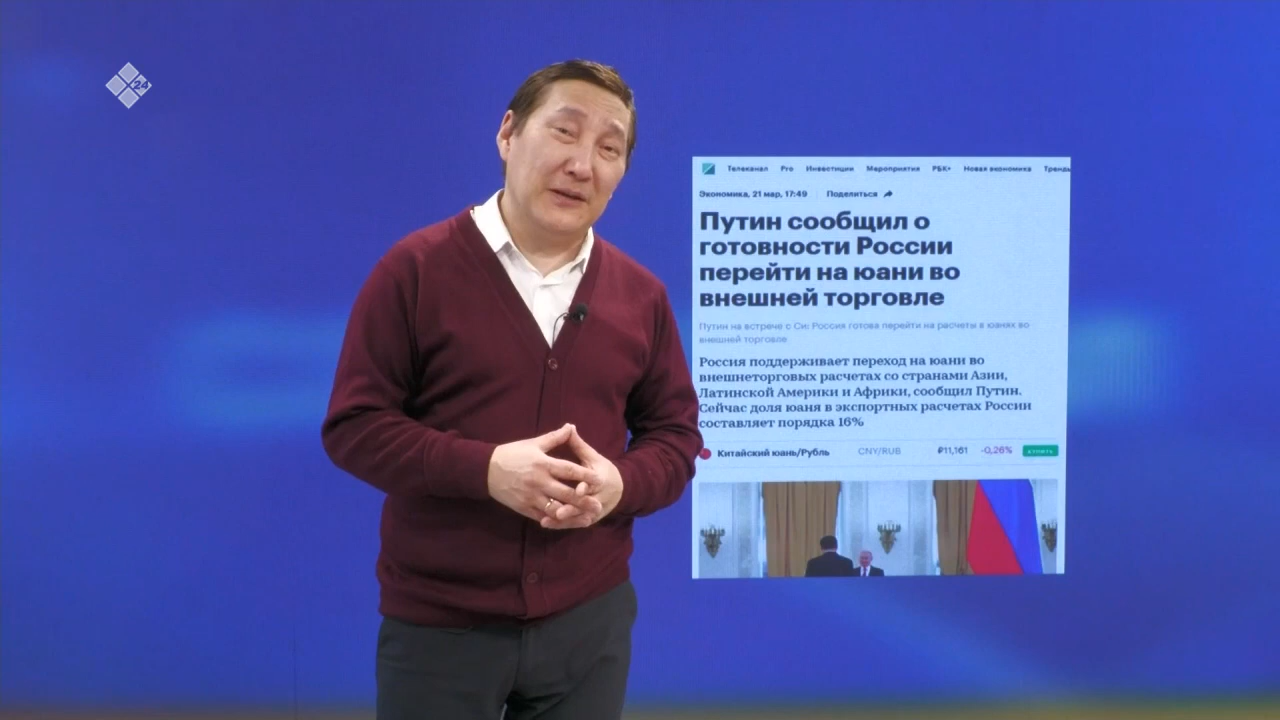 Х24
Телеканал Pro Инвестиции Мероприятия РБК+ Новая экономика Тренды
Экономика, 21 мар, 17:49 Поделиться
Путин сообщил о
готовности России
перейти на юани во
внешней торговле
Путин на встрече с Си: Россия готова перейти на расчеты в юанях во
внешней торговле
Россия поддерживает переход на юани во
внешнеторговых расчетах со странами Азии,
Латинской Америки и Африки, сообщил Путин.
Сейчас доля юаня в экспортных расчетах России
составляет порядка 16%
Китайский юань/Рубль CNY/RUB ₽11,161 -0,26% КУПИТЬ